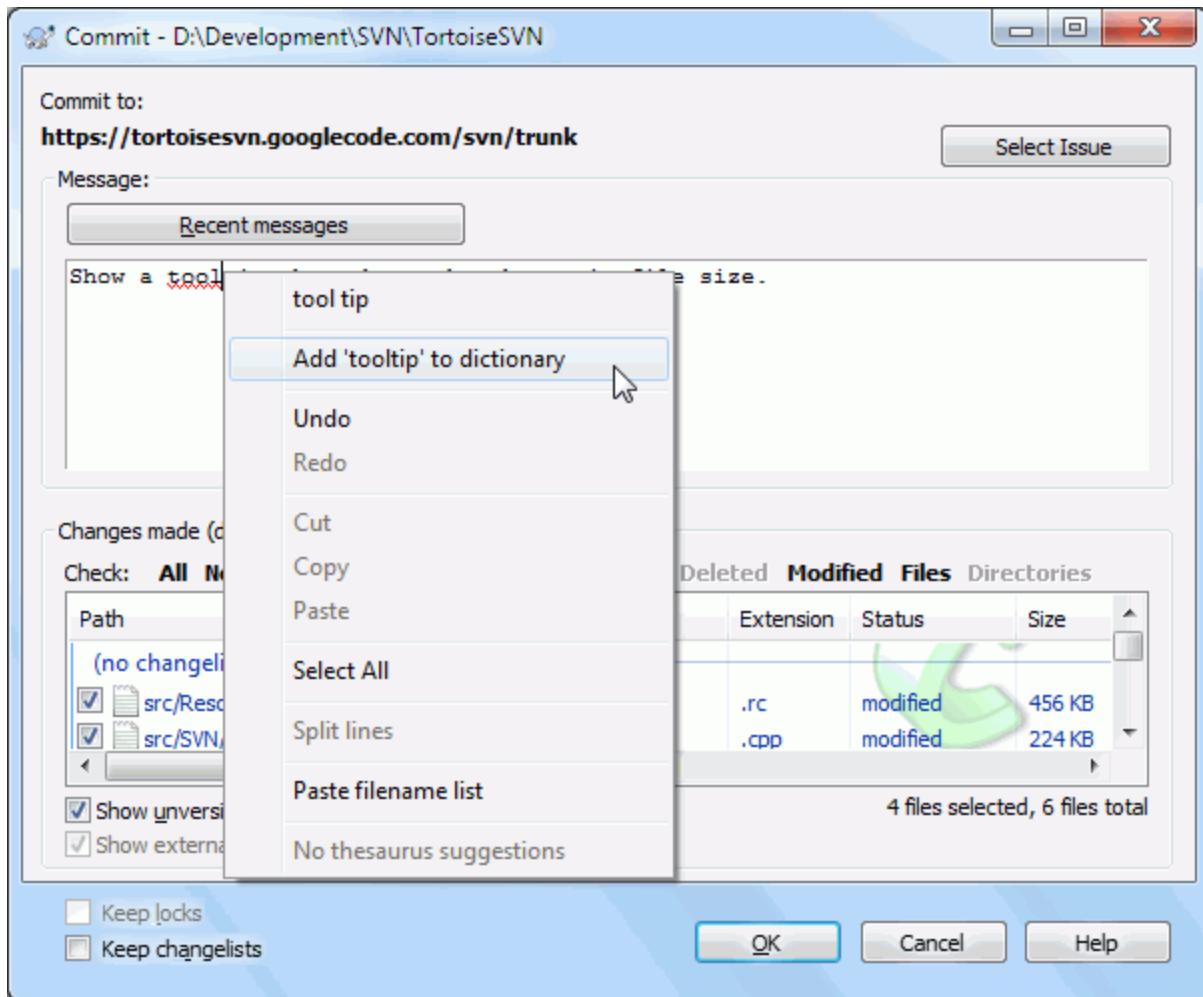 Commit - D:\Development\SVN\TortoiseSVN
Commit to:
https://tortoisesvn.googlecode.com/svn/trunk
Select Issue
Message:
Recent messages
Show a tool size.
tool tip
Add 'tooltip' to dictionary
Undo
Redo
Cut
Copy
Paste
Select All
Split lines
Paste filename list
No thesaurus suggestions
Changes made
Check: All Deleted Modified Files Directories
Path Extension Status Size
(no changeli
src/Reso .rc modified 456 KB
src/SVN/ .cpp modified 224 KB
Show unversi 4 files selected, 6 files total
Show externa
Keep locks
Keep changelists
OK Cancel Help